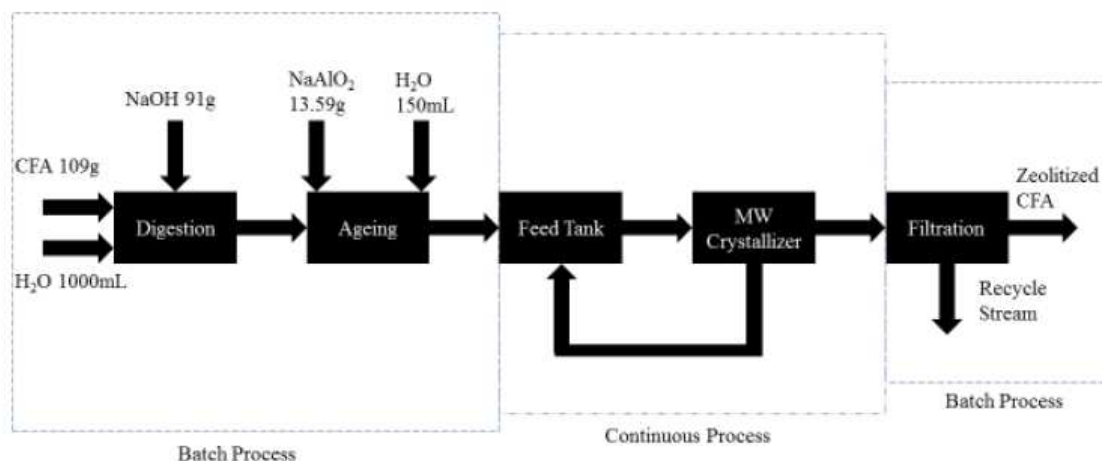 NaOH 91g
NaAlO₂
13.59g
H₂O
150mL
CFA 109g
H₂O 1000mL
Digestion
Ageing
Feed Tank
MW
Crystallizer
Filtration
Zeolitized
CFA
Recycle
Stream
Batch Process
Continuous Process
Batch Process